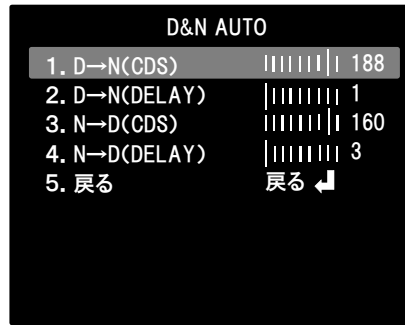 D&N AUTO
1. D→N(CDS) 188
2. D→N(DELAY) 1
3. N→D(CDS) 160
4. N→D(DELAY) 3
5. 戻る 戻る ↲